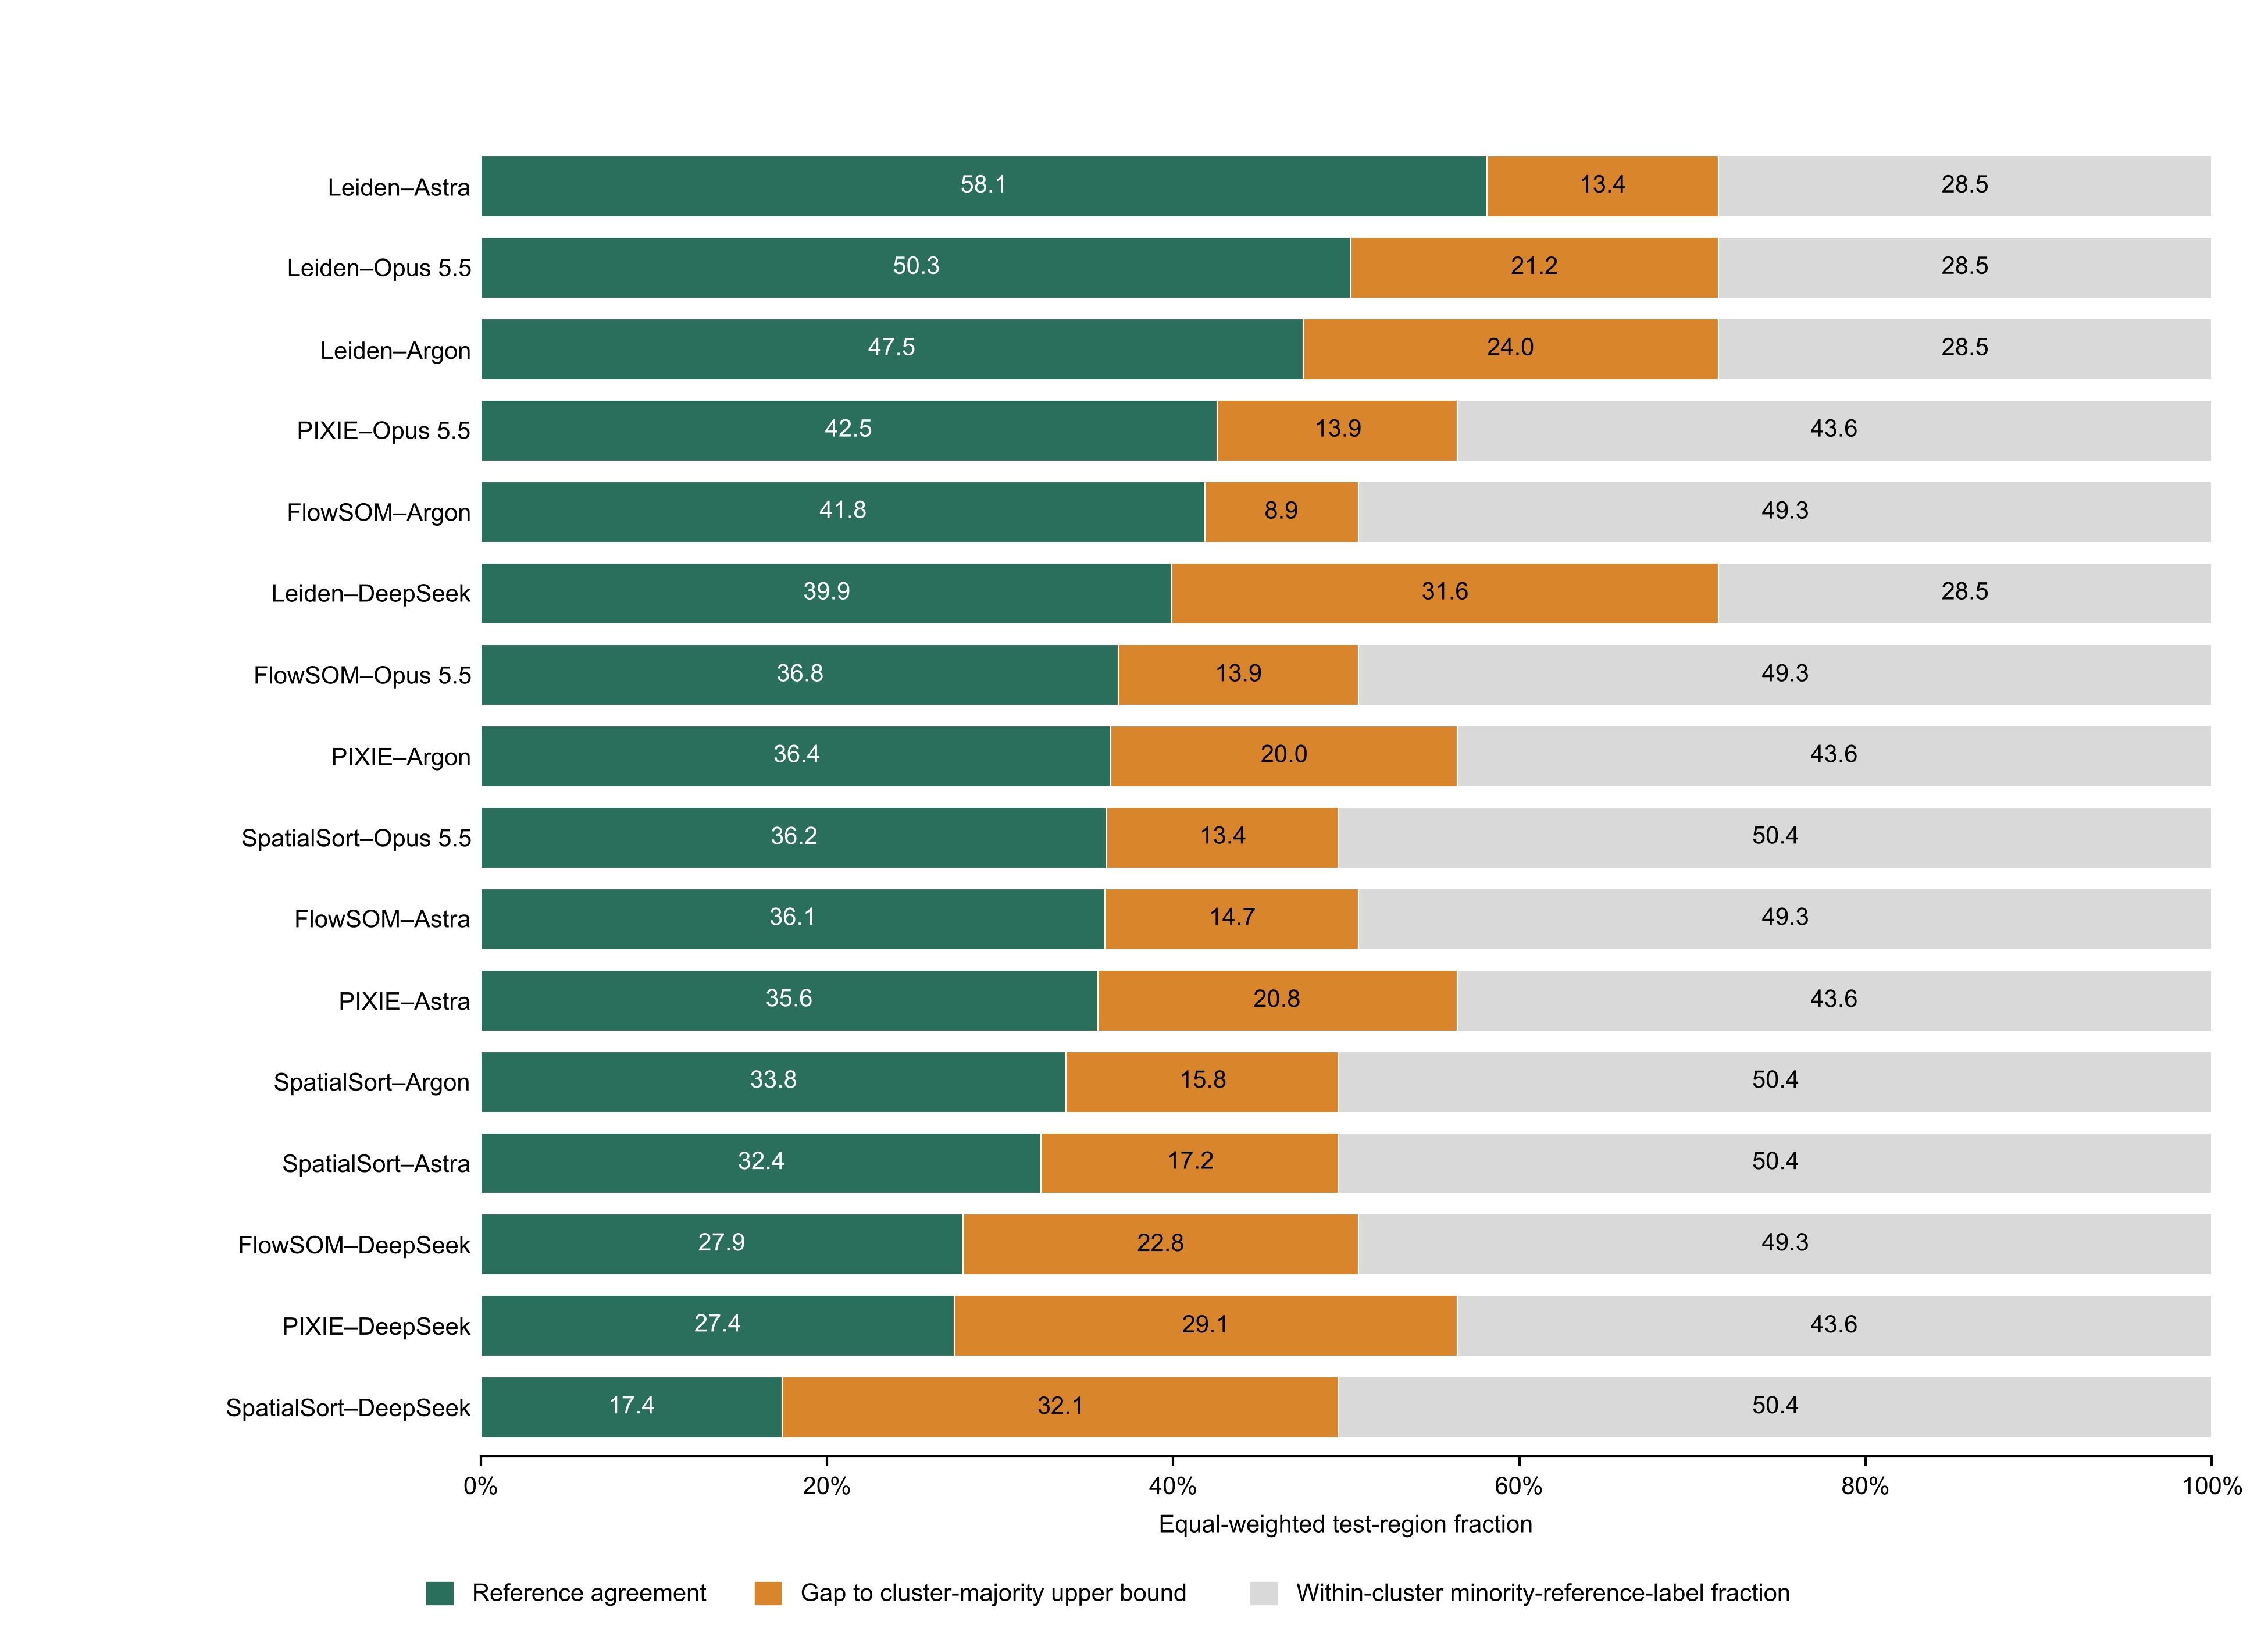 Leiden–Astra 58.1 13.4 28.5
Leiden–Opus 5.5 50.3 21.2 28.5
Leiden–Argon 47.5 24.0 28.5
PIXIE–Opus 5.5 42.5 13.9 43.6
FlowSOM–Argon 41.8 8.9 49.3
Leiden–DeepSeek 39.9 31.6 28.5
FlowSOM–Opus 5.5 36.8 13.9 49.3
PIXIE–Argon 36.4 20.0 43.6
SpatialSort–Opus 5.5 36.2 13.4 50.4
FlowSOM–Astra 36.1 14.7 49.3
PIXIE–Astra 35.6 20.8 43.6
SpatialSort–Argon 33.8 15.8 50.4
SpatialSort–Astra 32.4 17.2 50.4
FlowSOM–DeepSeek 27.9 22.8 49.3
PIXIE–DeepSeek 27.4 29.1 43.6
SpatialSort–DeepSeek 17.4 32.1 50.4
0% 20% 40% 60% 80% 100%
Equal-weighted test-region fraction
Reference agreement Gap to cluster-majority upper bound Within-cluster minority-reference-label fraction